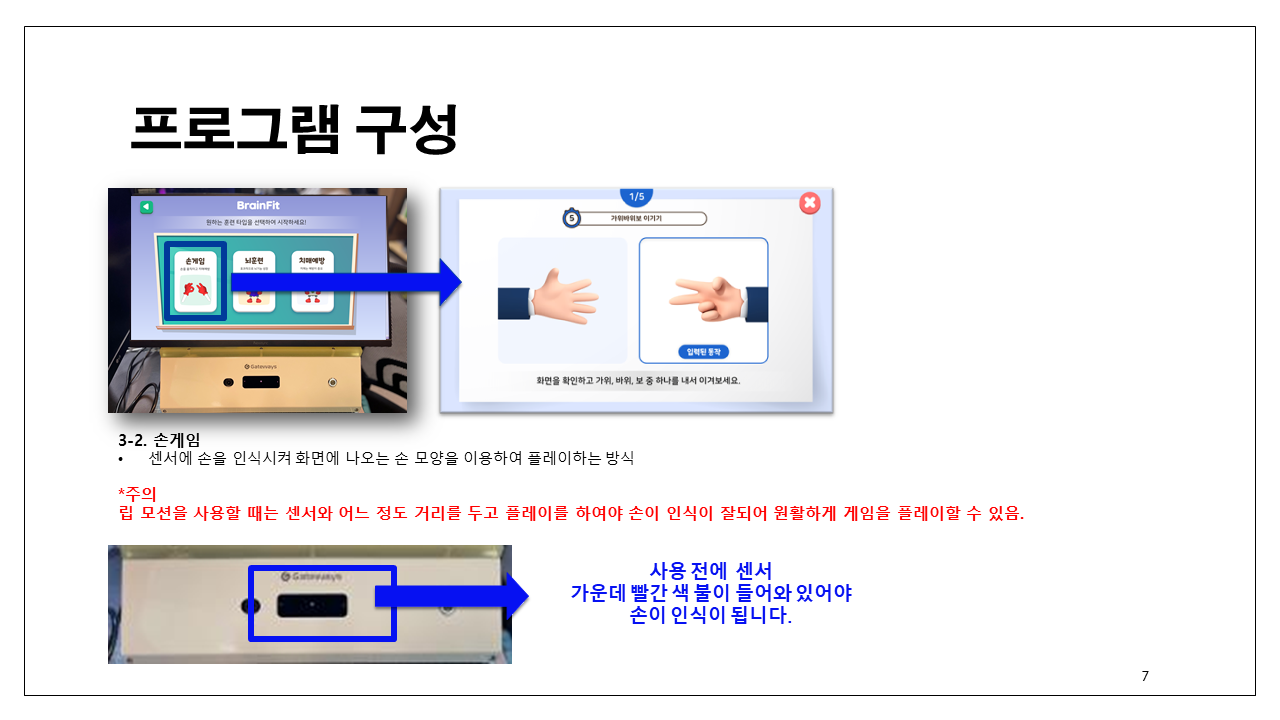 프로그램 구성
BrainFit
원하는 훈련 타입을 선택하여 시작하세요!
손게임
뇌훈련
치매예방
Gateways
1/5
5 가위바위보 이기기
입력된 동작
화면을 확인하고 가위, 바위, 보 중 하나를 내서 이겨보세요.
3-2. 손게임
• 센서에 손을 인식시켜 화면에 나오는 손 모양을 이용하여 플레이하는 방식
*주의
립 모션을 사용할 때는 센서와 어느 정도 거리를 두고 플레이를 하여야 손이 인식이 잘되어 원활하게 게임을 플레이할 수 있음.
사용 전에 센서
가운데 빨간 색 불이 들어와 있어야
손이 인식이 됩니다.
7